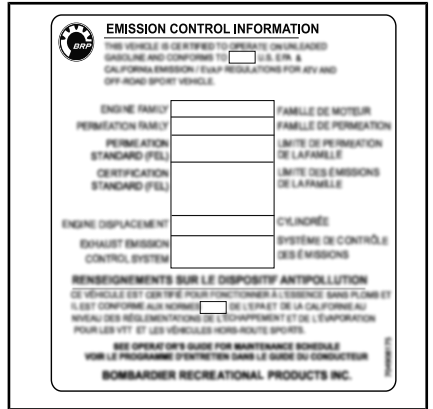 BRP
EMISSION CONTROL INFORMATION
THIS VEHICLE IS CERTIFIED TO OPERATE ON UNLEADED
GASOLINE AND CONFORMS TO U.S. EPA &
CALIFORNIA EMISSION / EVAP REGULATIONS FOR ATV AND
OFF-ROAD SPORT VEHICLE.
ENGINE FAMILY
FAMILLE DE MOTEUR
PERMEATION FAMILY
FAMILLE DE PERMEATION
PERMEATION
STANDARD (FEL)
LIMITE DE PERMEATION
DE LA FAMILLE
CERTIFICATION
STANDARD (FEL)
LIMITE DES ÉMISSIONS
DE LA FAMILLE
ENGINE DISPLACEMENT
CYLINDRÉE
EXHAUST EMISSION
CONTROL SYSTEM
SYSTÈME DE CONTRÔLE
DES ÉMISSIONS
RENSEIGNEMENTS SUR LE DISPOSITIF ANTIPOLLUTION
CE VÉHICULE EST CERTIFIÉ POUR FONCTIONNER À L'ESSENCE SANS PLOMB ET
IL EST CONFORME AUX NORMES DE L'EPA ET DE LA CALIFORNIE AU
NIVEAU DES RÉGLEMENTATIONS DE L'ÉCHAPPEMENT ET DE L'ÉVAPORATION
POUR LES VTT ET LES VÉHICULES HORS-ROUTE SPORTS.
SEE OPERATOR'S GUIDE FOR MAINTENANCE SCHEDULE
VOIR LE PROGRAMME D'ENTRETIEN DANS LE GUIDE DU CONDUCTEUR
BOMBARDIER RECREATIONAL PRODUCTS INC.